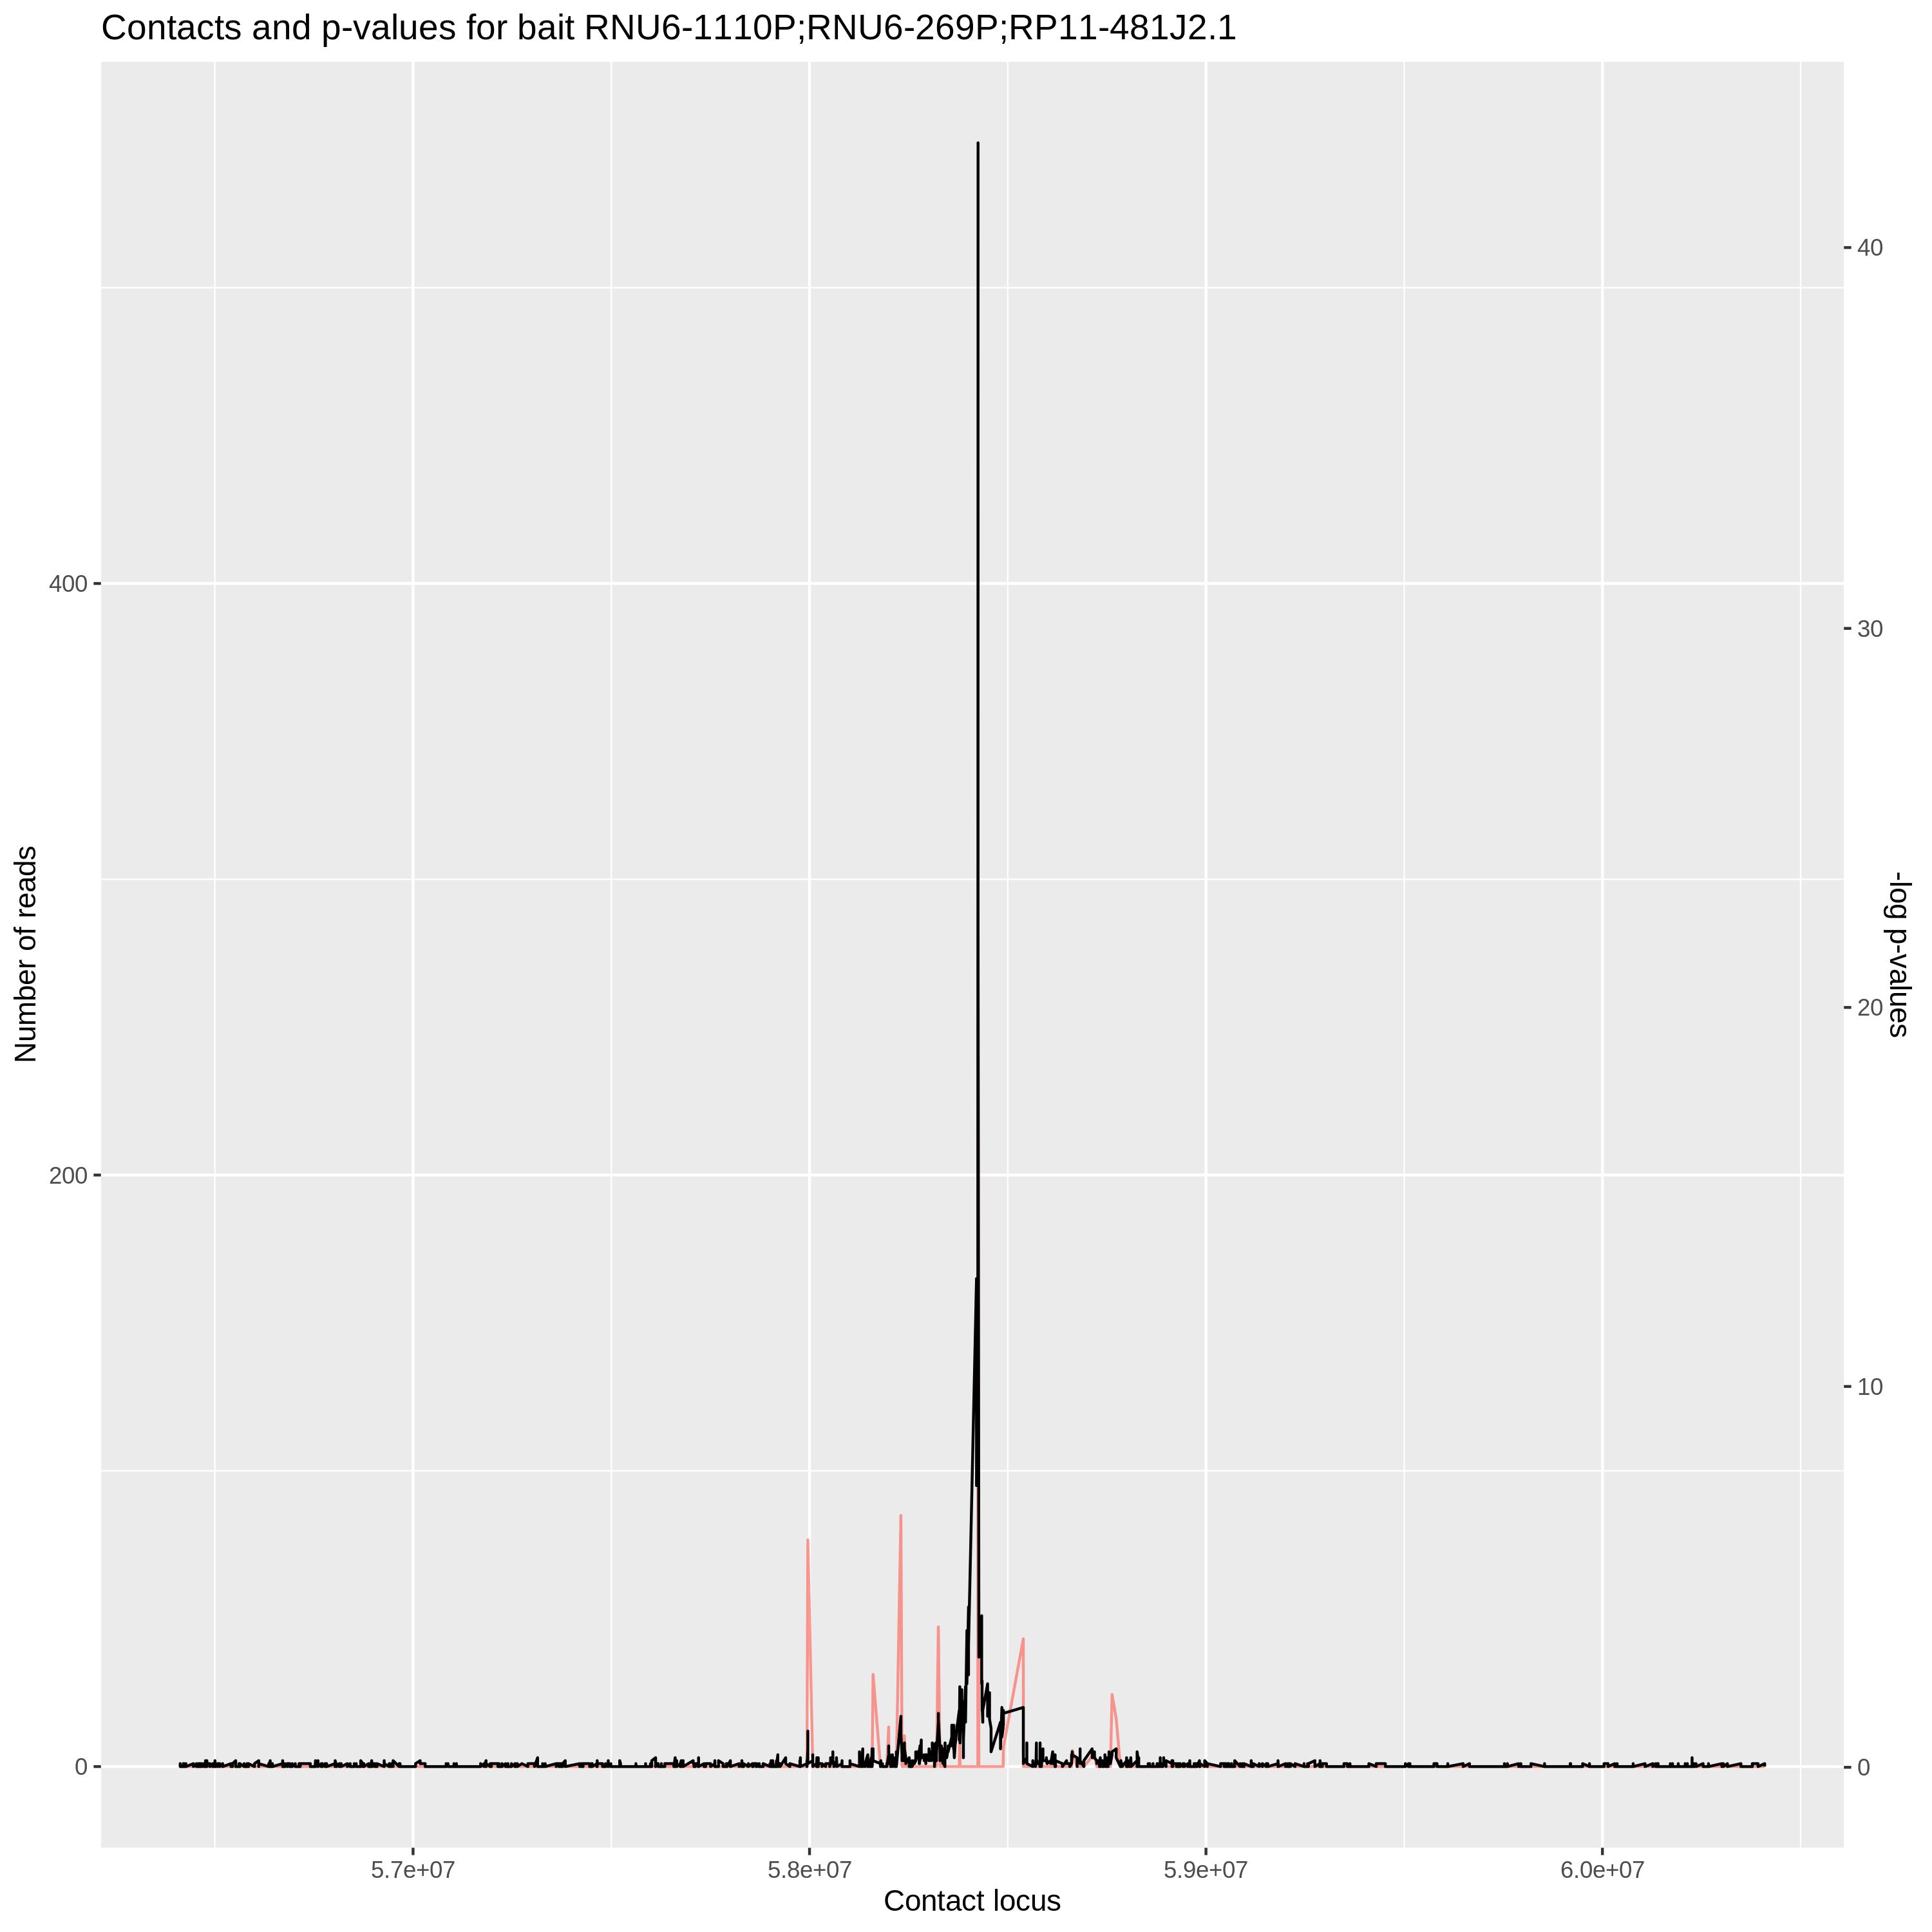 Contacts and p-values for bait RNU6-1110P;RNU6-269P;RP11-481J2.1
Number of reads
400
200
0
40
30
20
10
0
-log p-values
5.7e+07
5.8e+07
5.9e+07
6.0e+07
Contact locus